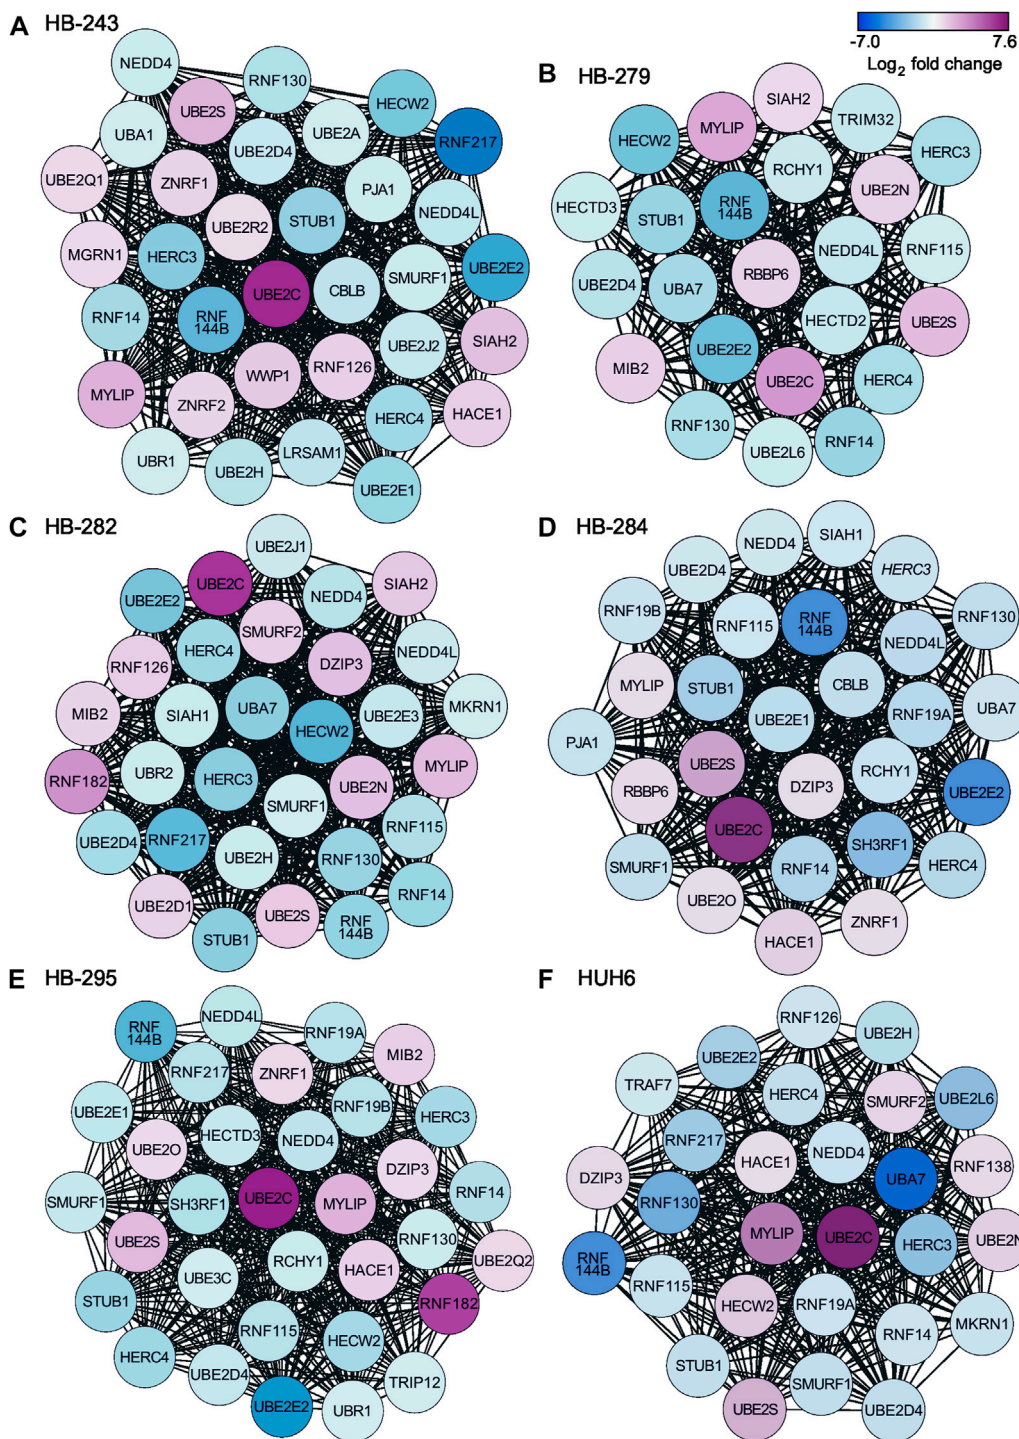 A HB-243
-7.0 7.6
Log2 fold change
NEDD4
RNF130
UBE2S
HECW2
UBA1
UBE2A
UBE2D4
RNF217
UBE2Q1
ZNRF1
PJA1
NEDD4L
UBE2R2
STUB1
MGRN1
HERC3
SMURF1
UBE2E2
UBE2C
CBLB
RNF14
RNF
144B
UBE2J2
SIAH2
WWP1
RNF126
MYLIP
ZNRF2
HERC4
HACE1
UBR1
UBE2H
LRSAM1
UBE2E1
B HB-279
SIAH2
MYLIP
TRIM32
HECW2
RCHY1
HERC3
UBE2N
HECTD3
STUB1
RNF
144B
NEDD4L
RNF115
RBBP6
UBE2D4
UBA7
HECTD2
UBE2S
UBE2E2
MIB2
UBE2C
HERC4
RNF130
UBE2L6
RNF14
C HB-282
UBE2J1
UBE2C
SIAH2
UBE2E2
NEDD4
SMURF2
HERC4
DZIP3
NEDD4L
RNF126
MIB2
SIAH1
UBA7
HECW2
UBE2E3
MKRN1
UBR2
HERC3
MYLIP
RNF182
UBE2N
SMURF1
RNF115
UBE2D4
RNF217
UBE2H
RNF130
RNF14
UBE2D1
UBE2S
RNF
144B
STUB1
D HB-284
SIAH1
NEDD4
UBE2D4
HERC3
RNF19B
RNF115
RNF
144B
RNF130
NEDD4L
MYLIP
STUB1
CBLB
UBE2E1
RNF19A
UBA7
PJA1
UBE2S
RCHY1
RBBP6
DZIP3
UBE2E2
UBE2C
SH3RF1
SMURF1
RNF14
HERC4
UBE2O
ZNRF1
HACE1
E HB-295
RNF
144B
NEDD4L
RNF19A
MIB2
RNF217
ZNRF1
RNF19B
UBE2E1
HERC3
HECTD3
NEDD4
UBE2O
DZIP3
RNF14
SMURF1
SH3RF1
UBE2C
MYLIP
UBE2S
RNF130
UBE2Q2
RCHY1
HACE1
UBE3C
STUB1
RNF182
RNF115
HECW2
HERC4
UBE2D4
TRIP12
UBE2E2
UBR1
F HUH6
RNF126
UBE2H
UBE2E2
TRAF7
HERC4
SMURF2
UBE2L6
RNF217
HACE1
NEDD4
DZIP3
RNF138
UBA7
RNF130
MYLIP
UBE2C
HERC3
UBE2N
RNF
144B
RNF115
HECW2
RNF19A
MKRN1
RNF14
STUB1
SMURF1
UBE2S
UBE2D4